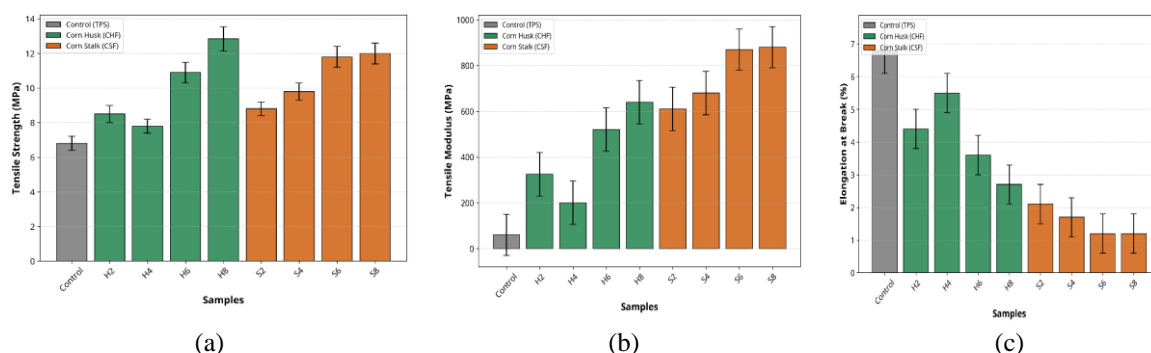 Control (TPS)
Corn Husk (CHF)
Corn Stalk (CSF)
Tensile Strength (MPa)
14
12
10
8
6
4
2
0
Control
H2
H4
H6
H8
S2
S4
S6
S8
Samples
(a)
Control (TPS)
Corn Husk (CHF)
Corn Stalk (CSF)
Tensile Modulus (MPa)
1000
800
600
400
200
0
Control
H2
H4
H6
H8
S2
S4
S6
S8
Samples
(b)
Control (TPS)
Corn Husk (CHF)
Corn Stalk (CSF)
Elongation at Break (%)
7
6
5
4
3
2
1
0
Control
H2
H4
H6
H8
S2
S4
S6
S8
Samples
(c)